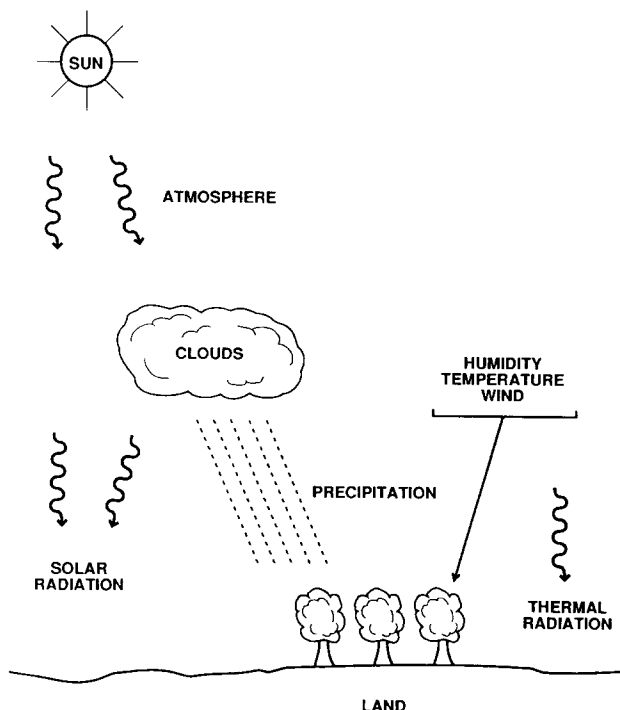 SUN
ATMOSPHERE
CLOUDS
HUMIDITY
TEMPERATURE
WIND
PRECIPITATION
SOLAR
RADIATION
THERMAL
RADIATION
LAND